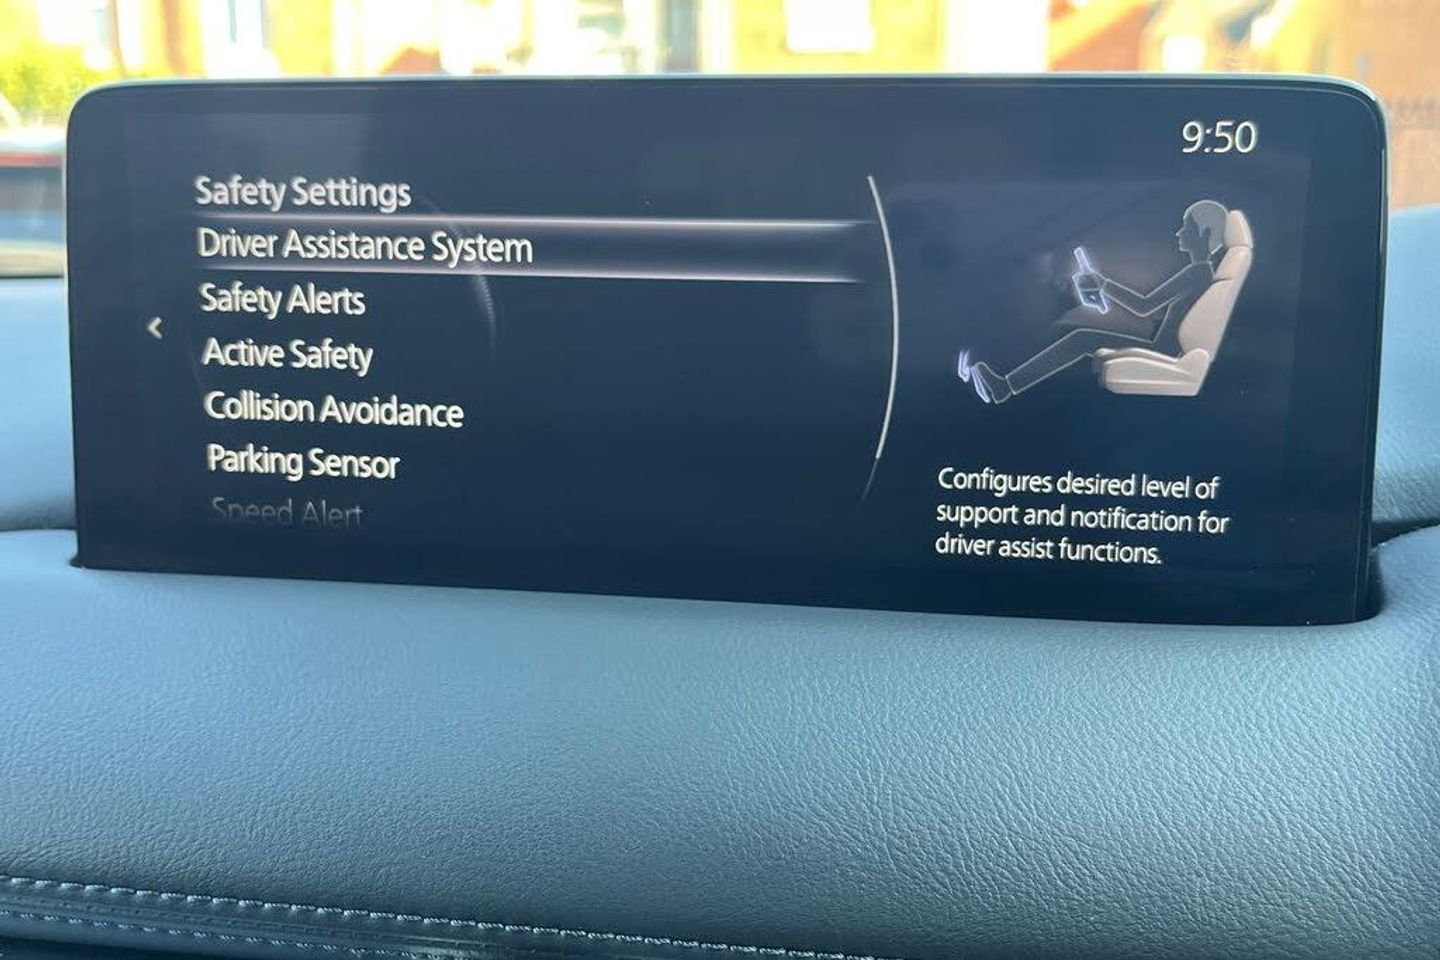 9:50
Safety Settings
Driver Assistance System
Safety Alerts
Active Safety
Collision Avoidance
Parking Sensor
Speed Alert
Configures desired level of
support and notification for
driver assist functions.